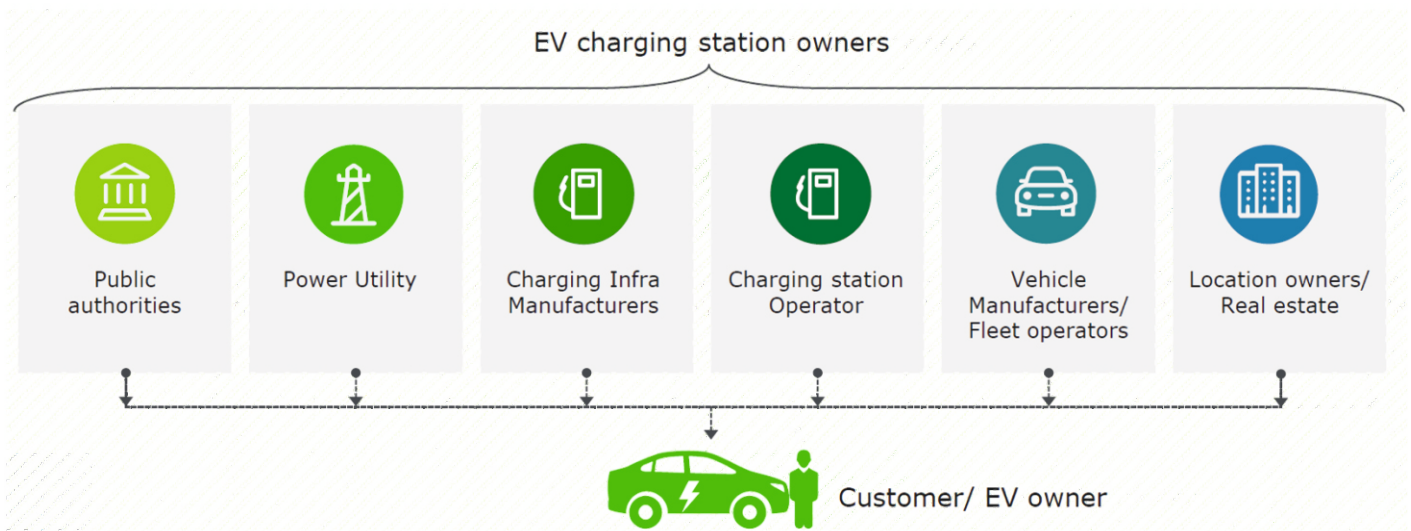 EV charging station owners
Public
authorities
Power Utility
Charging Infra
Manufacturers
Charging station
Operator
Vehicle
Manufacturers/
Fleet operators
Location owners/
Real estate
Customer/ EV owner